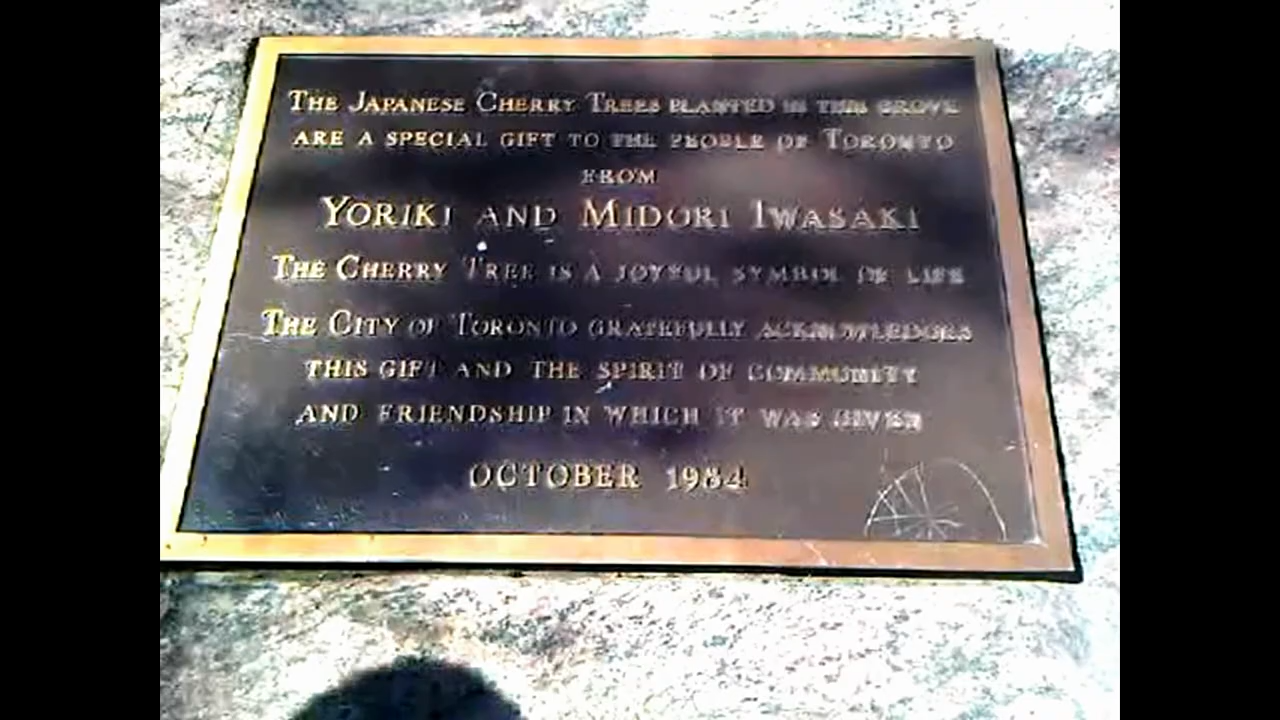 THE JAPANESE CHERRY TREES PLANTED IN THIS GROVE
ARE A SPECIAL GIFT TO THE PEOPLE OF TORONTO
FROM
YORIKI AND MIDORI IWASAKI
THE CHERRY TREE IS A JOYFUL SYMBOL OF LIFE
THE CITY OF TORONTO GRATEFULLY ACKNOWLEDGES
THIS GIFT AND THE SPIRIT OF COMMUNITY
AND FRIENDSHIP IN WHICH IT WAS GIVEN
OCTOBER 1984